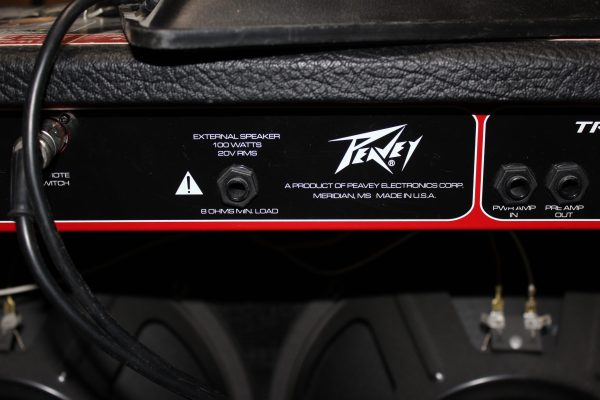 EXTERNAL SPEAKER
100 WATTS
20V RMS
8 OHMS MIN. LOAD
PEAVEY®
A PRODUCT OF PEAVEY ELECTRONICS CORP.
MERIDIAN, MS MADE IN U.S.A.
TR
PWR AMP
IN
PRE AMP
OUT